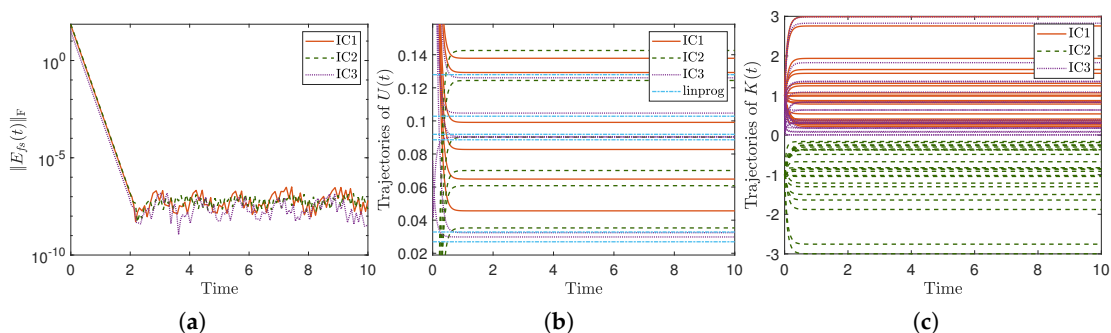 ‖E_fs(t)‖_F
10^0
10^-5
10^-10
0 2 4 6 8 10
Time
IC1
IC2
IC3
(a)
Trajectories of U(t)
0.14
0.12
0.1
0.08
0.06
0.04
0.02
0 2 4 6 8 10
Time
IC1
IC2
IC3
linprog
(b)
Trajectories of K(t)
3
2
1
0
-1
-2
-3
0 2 4 6 8 10
Time
IC1
IC2
IC3
(c)